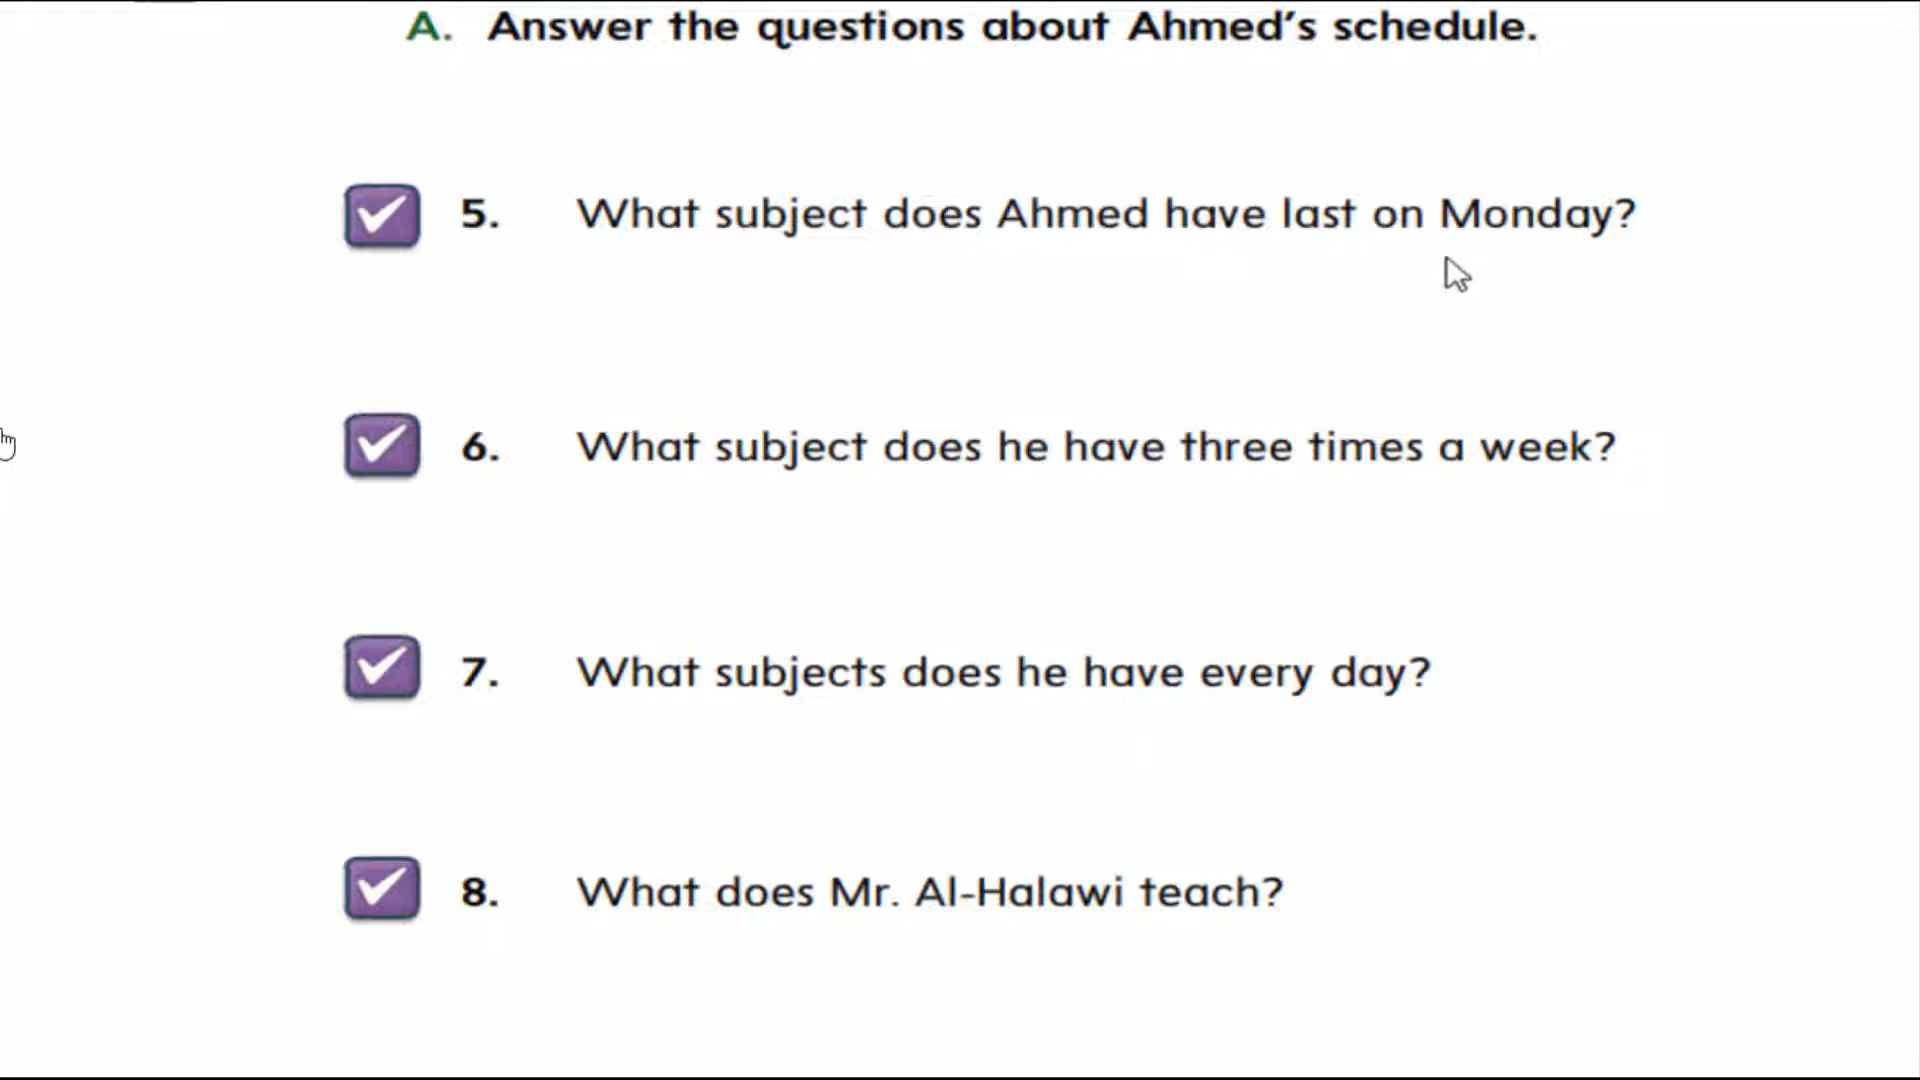 A. Answer the questions about Ahmed's schedule.
5. What subject does Ahmed have last on Monday?
6. What subject does he have three times a week?
7. What subjects does he have every day?
8. What does Mr. Al-Halawi teach?